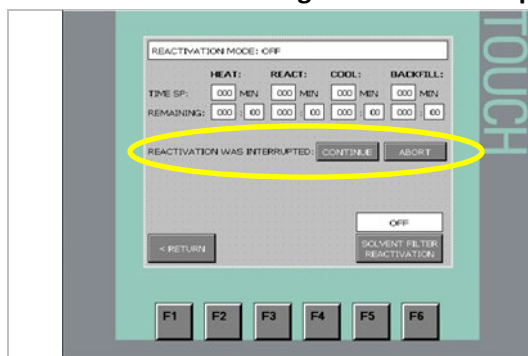 REACTIVATION MODE: OFF
HEAT: REACT: COOL: BACKFILL:
TIME SP: 000 MIN 000 MIN 000 MIN 000 MIN
REMAINING: 000 : 00 000 : 00 000 : 00 000 : 00
REACTIVATION WAS INTERRUPTED: CONTINUE ABORT
OFF
< RETURN
SOLVENT FILTER
REACTIVATION
F1 F2 F3 F4 F5 F6
TOUCH